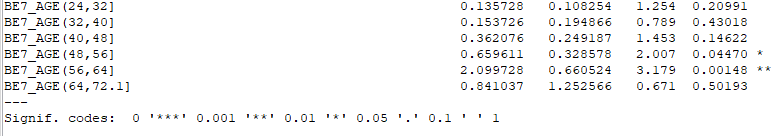 BE7_AGE(24,32] 0.135728 0.108254 1.254 0.20991
BE7_AGE(32,40] 0.153726 0.194866 0.789 0.43018
BE7_AGE(40,48] 0.362076 0.249187 1.453 0.14622
BE7_AGE(48,56] 0.659611 0.328578 2.007 0.04470 *
BE7_AGE(56,64] 2.099728 0.660524 3.179 0.00148 **
BE7_AGE(64,72.1] 0.841037 1.252566 0.671 0.50193
---
Signif. codes: 0 '***' 0.001 '**' 0.01 '*' 0.05 '.' 0.1 ' ' 1